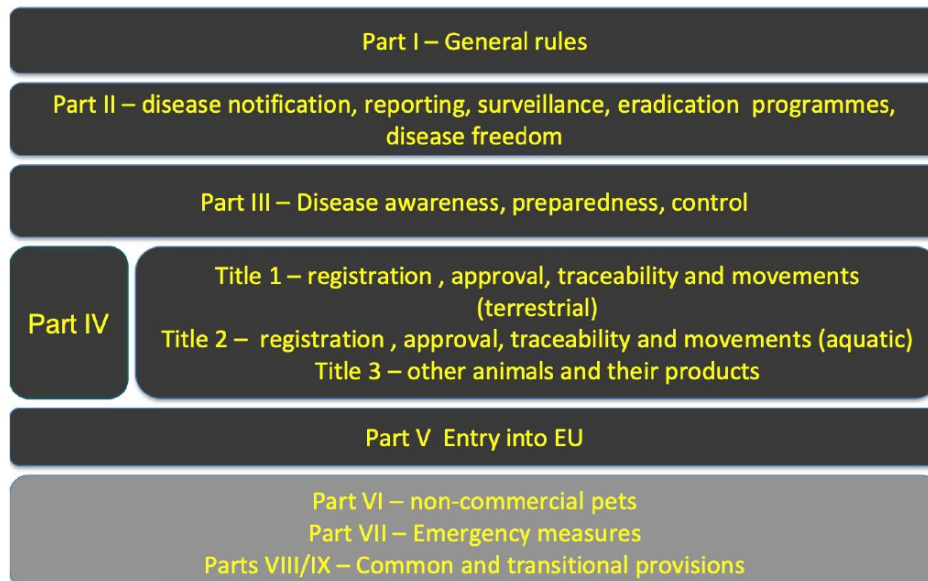 Part I – General rules
Part II – disease notification, reporting, surveillance, eradication programmes,
disease freedom
Part III – Disease awareness, preparedness, control
Part IV
Title 1 – registration , approval, traceability and movements
(terrestrial)
Title 2 – registration , approval, traceability and movements (aquatic)
Title 3 – other animals and their products
Part V Entry into EU
Part VI – non-commercial pets
Part VII – Emergency measures
Parts VIII/IX – Common and transitional provisions